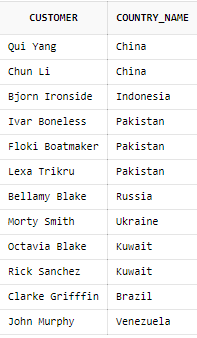 CUSTOMER COUNTRY_NAME
Qui Yang China
Chun Li China
Bjorn Ironside Indonesia
Ivar Boneless Pakistan
Floki Boatmaker Pakistan
Lexa Trikru Pakistan
Bellamy Blake Russia
Morty Smith Ukraine
Octavia Blake Kuwait
Rick Sanchez Kuwait
Clarke Grifffin Brazil
John Murphy Venezuela